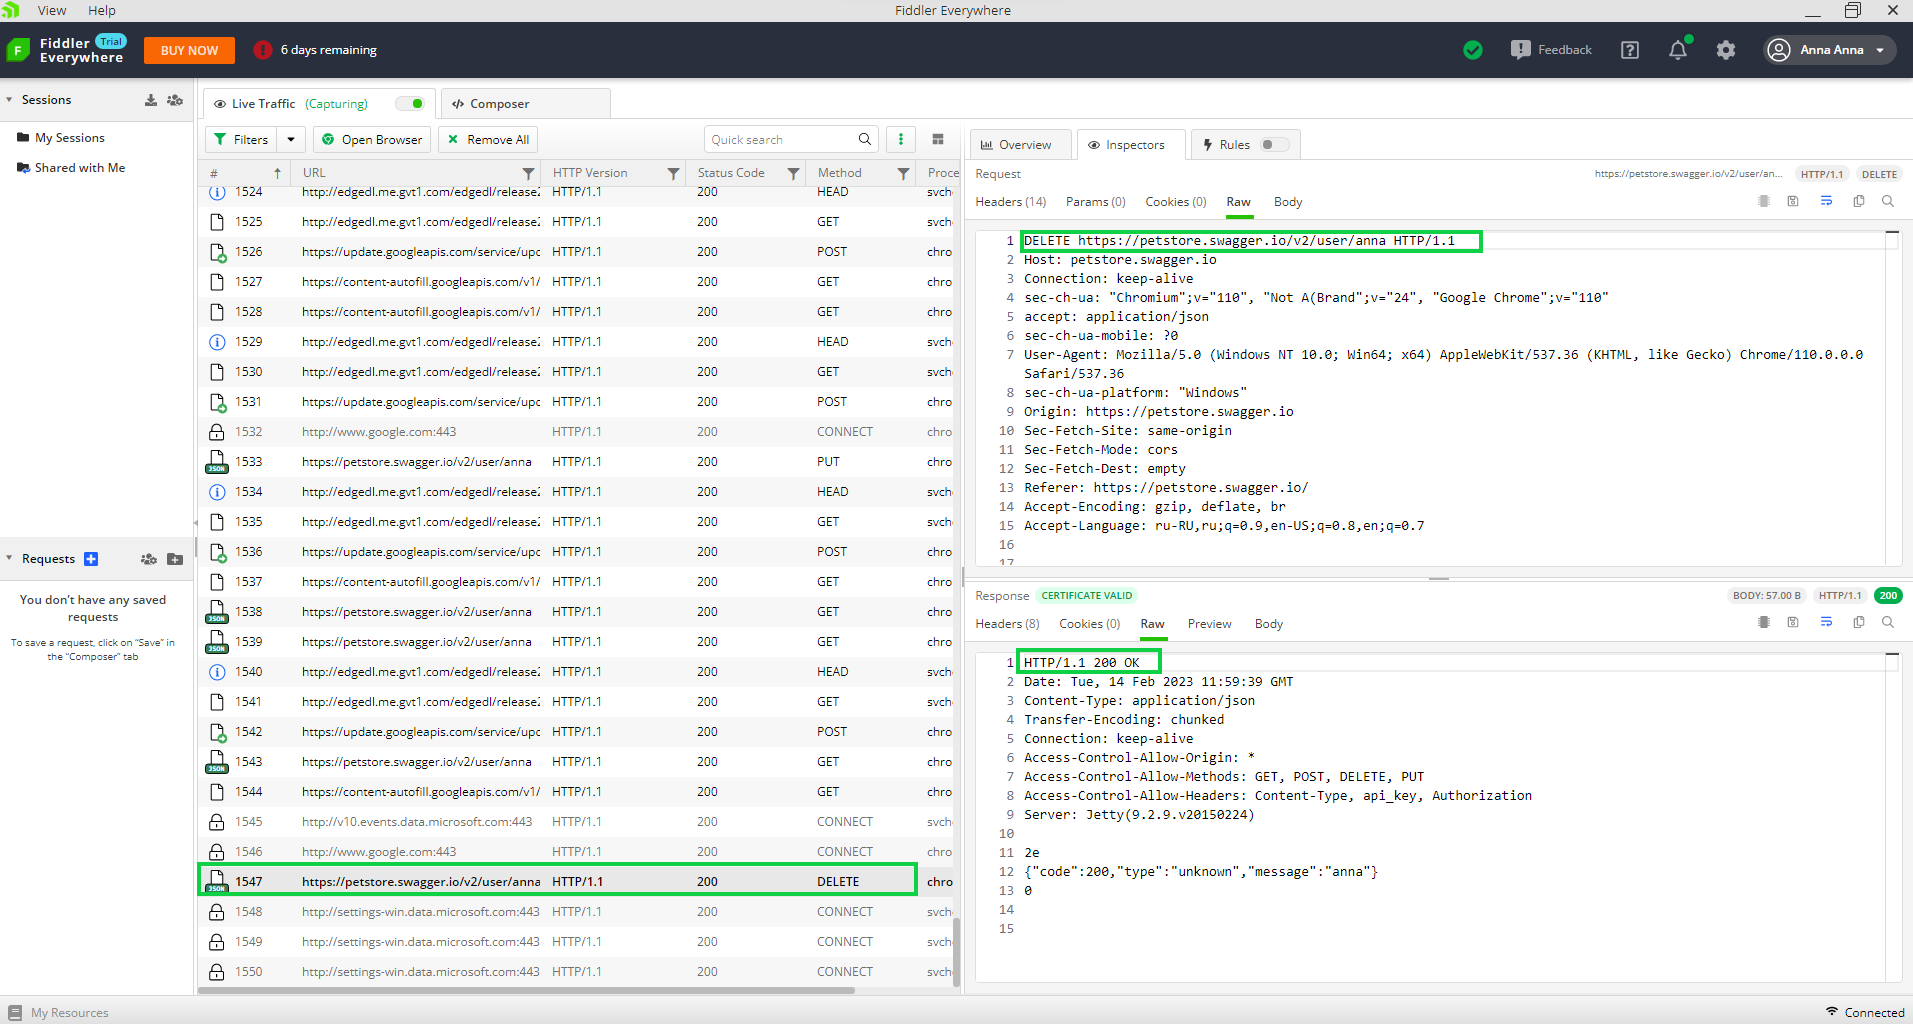 View Help Fiddler Everywhere
Fiddler Everywhere Trial BUY NOW 6 days remaining Feedback Anna Anna
Sessions
My Sessions
Shared with Me
Requests
You don't have any saved requests
To save a request, click on "Save" in the "Composer" tab
Live Traffic (Capturing) Composer
Filters Open Browser Remove All Quick search
# URL HTTP Version Status Code Method Proce
1524 http://edgedl.me.gvt1.com/edgedl/release2 HTTP/1.1 200 HEAD svch
1525 http://edgedl.me.gvt1.com/edgedl/release2 HTTP/1.1 200 GET svch
1526 https://update.googleapis.com/service/upd HTTP/1.1 200 POST chro
1527 https://content-autofill.googleapis.com/v1/ HTTP/1.1 200 GET chro
1528 https://content-autofill.googleapis.com/v1/ HTTP/1.1 200 GET chro
1529 http://edgedl.me.gvt1.com/edgedl/release2 HTTP/1.1 200 HEAD svch
1530 http://edgedl.me.gvt1.com/edgedl/release2 HTTP/1.1 200 GET svch
1531 https://update.googleapis.com/service/upd HTTP/1.1 200 POST chro
1532 http://www.google.com:443 HTTP/1.1 200 CONNECT chro
JSON 1533 https://petstore.swagger.io/v2/user/anna HTTP/1.1 200 PUT chro
1534 http://edgedl.me.gvt1.com/edgedl/release2 HTTP/1.1 200 HEAD svch
1535 http://edgedl.me.gvt1.com/edgedl/release2 HTTP/1.1 200 GET svch
1536 https://update.googleapis.com/service/upd HTTP/1.1 200 POST chro
1537 https://content-autofill.googleapis.com/v1/ HTTP/1.1 200 GET chro
JSON 1538 https://petstore.swagger.io/v2/user/anna HTTP/1.1 200 GET chro
JSON 1539 https://petstore.swagger.io/v2/user/anna HTTP/1.1 200 GET chro
1540 http://edgedl.me.gvt1.com/edgedl/release2 HTTP/1.1 200 HEAD svch
1541 http://edgedl.me.gvt1.com/edgedl/release2 HTTP/1.1 200 GET svch
1542 https://update.googleapis.com/service/upd HTTP/1.1 200 POST chro
JSON 1543 https://petstore.swagger.io/v2/user/anna HTTP/1.1 200 GET chro
1544 https://content-autofill.googleapis.com/v1/ HTTP/1.1 200 GET chro
1545 http://v10.events.data.microsoft.com:443 HTTP/1.1 200 CONNECT svch
1546 http://www.google.com:443 HTTP/1.1 200 CONNECT chro
JSON 1547 https://petstore.swagger.io/v2/user/anna HTTP/1.1 200 DELETE chro
1548 http://settings-win.data.microsoft.com:443 HTTP/1.1 200 CONNECT svch
1549 http://settings-win.data.microsoft.com:443 HTTP/1.1 200 CONNECT svch
1550 http://settings-win.data.microsoft.com:443 HTTP/1.1 200 CONNECT svch
Overview Inspectors Rules
Request https://petstore.swagger.io/v2/user/an... HTTP/1.1 DELETE
Headers (14) Params (0) Cookies (0) Raw Body
1 DELETE https://petstore.swagger.io/v2/user/anna HTTP/1.1
2 Host: petstore.swagger.io
3 Connection: keep-alive
4 sec-ch-ua: "Chromium";v="110", "Not A(Brand";v="24", "Google Chrome";v="110"
5 accept: application/json
6 sec-ch-ua-mobile: ?0
7 User-Agent: Mozilla/5.0 (Windows NT 10.0; Win64; x64) AppleWebKit/537.36 (KHTML, like Gecko) Chrome/110.0.0.0
Safari/537.36
8 sec-ch-ua-platform: "Windows"
9 Origin: https://petstore.swagger.io
10 Sec-Fetch-Site: same-origin
11 Sec-Fetch-Mode: cors
12 Sec-Fetch-Dest: empty
13 Referer: https://petstore.swagger.io/
14 Accept-Encoding: gzip, deflate, br
15 Accept-Language: ru-RU,ru;q=0.9,en-US;q=0.8,en;q=0.7
16
17
Response CERTIFICATE VALID BODY: 57.00 B HTTP/1.1 200
Headers (8) Cookies (0) Raw Preview Body
1 HTTP/1.1 200 OK
2 Date: Tue, 14 Feb 2023 11:59:39 GMT
3 Content-Type: application/json
4 Transfer-Encoding: chunked
5 Connection: keep-alive
6 Access-Control-Allow-Origin: *
7 Access-Control-Allow-Methods: GET, POST, DELETE, PUT
8 Access-Control-Allow-Headers: Content-Type, api_key, Authorization
9 Server: Jetty(9.2.9.v20150224)
10
11 2e
12 {"code":200,"type":"unknown","message":"anna"}
13 0
14
15
My Resources Connected